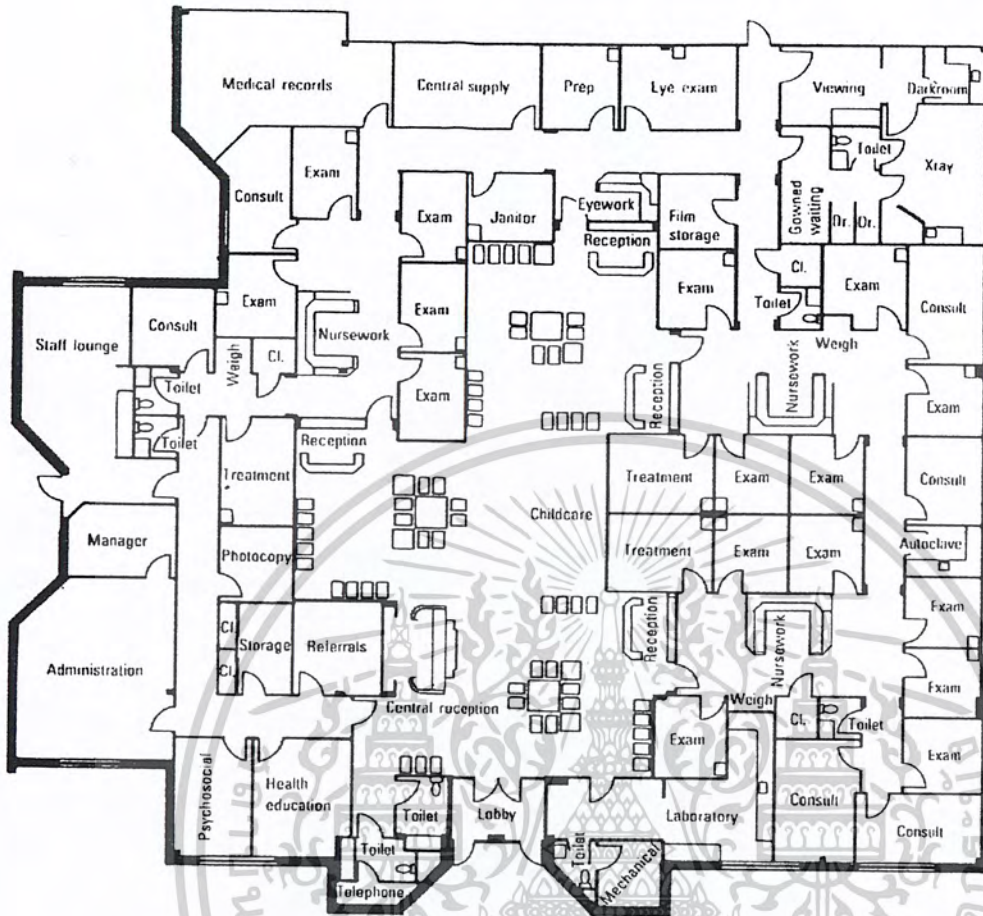 Medical records
Central supply
Prep
Eye exam
Viewing
Darkroom
Toilet
Xray
Consult
Exam
Exam
Janitor
Eyework
Reception
Film
storage
Gowned
waiting
Dr.
Dr.
Exam
Cl.
Exam
Consult
Toilet
Exam
Exam
Consult
Staff lounge
Weigh
Cl.
Nursework
Weigh
Nursework
Toilet
Exam
Reception
Exam
Toilet
Reception
Treatment
Treatment
Exam
Exam
Consult
Manager
Photocopy
Childcare
Treatment
Exam
Exam
Autoclave
Cl.
Storage
Referrals
Reception
Nursework
Exam
Administration
Cl.
Exam
Central reception
Weigh
Cl.
Toilet
Exam
Exam
Psychosocial
Health
education
Toilet
Lobby
Laboratory
Consult
Consult
Toilet
Toilet
Mechanical
Telephone